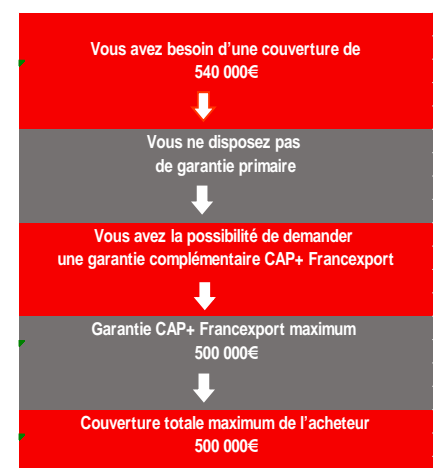 Vous avez besoin d'une couverture de
540 000€
Vous ne disposez pas
de garantie primaire
Vous avez la possibilité de demander
une garantie complémentaire CAP+ Francexport
Garantie CAP+ Francexport maximum
500 000€
Couverture totale maximum de l'acheteur
500 000€